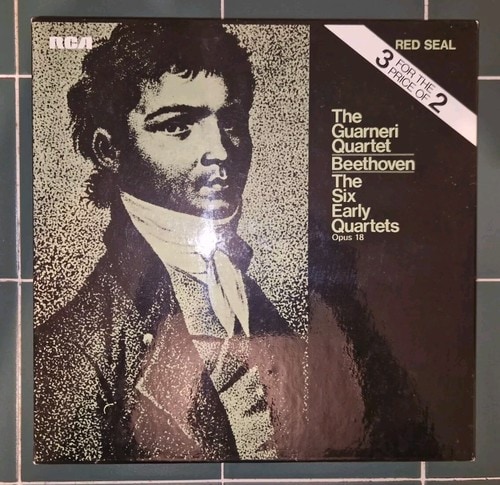 RCA
RED SEAL
3 FOR THE
PRICE OF 2
The
Guarneri
Quartet
Beethoven
The
Six
Early
Quartets
Opus 18